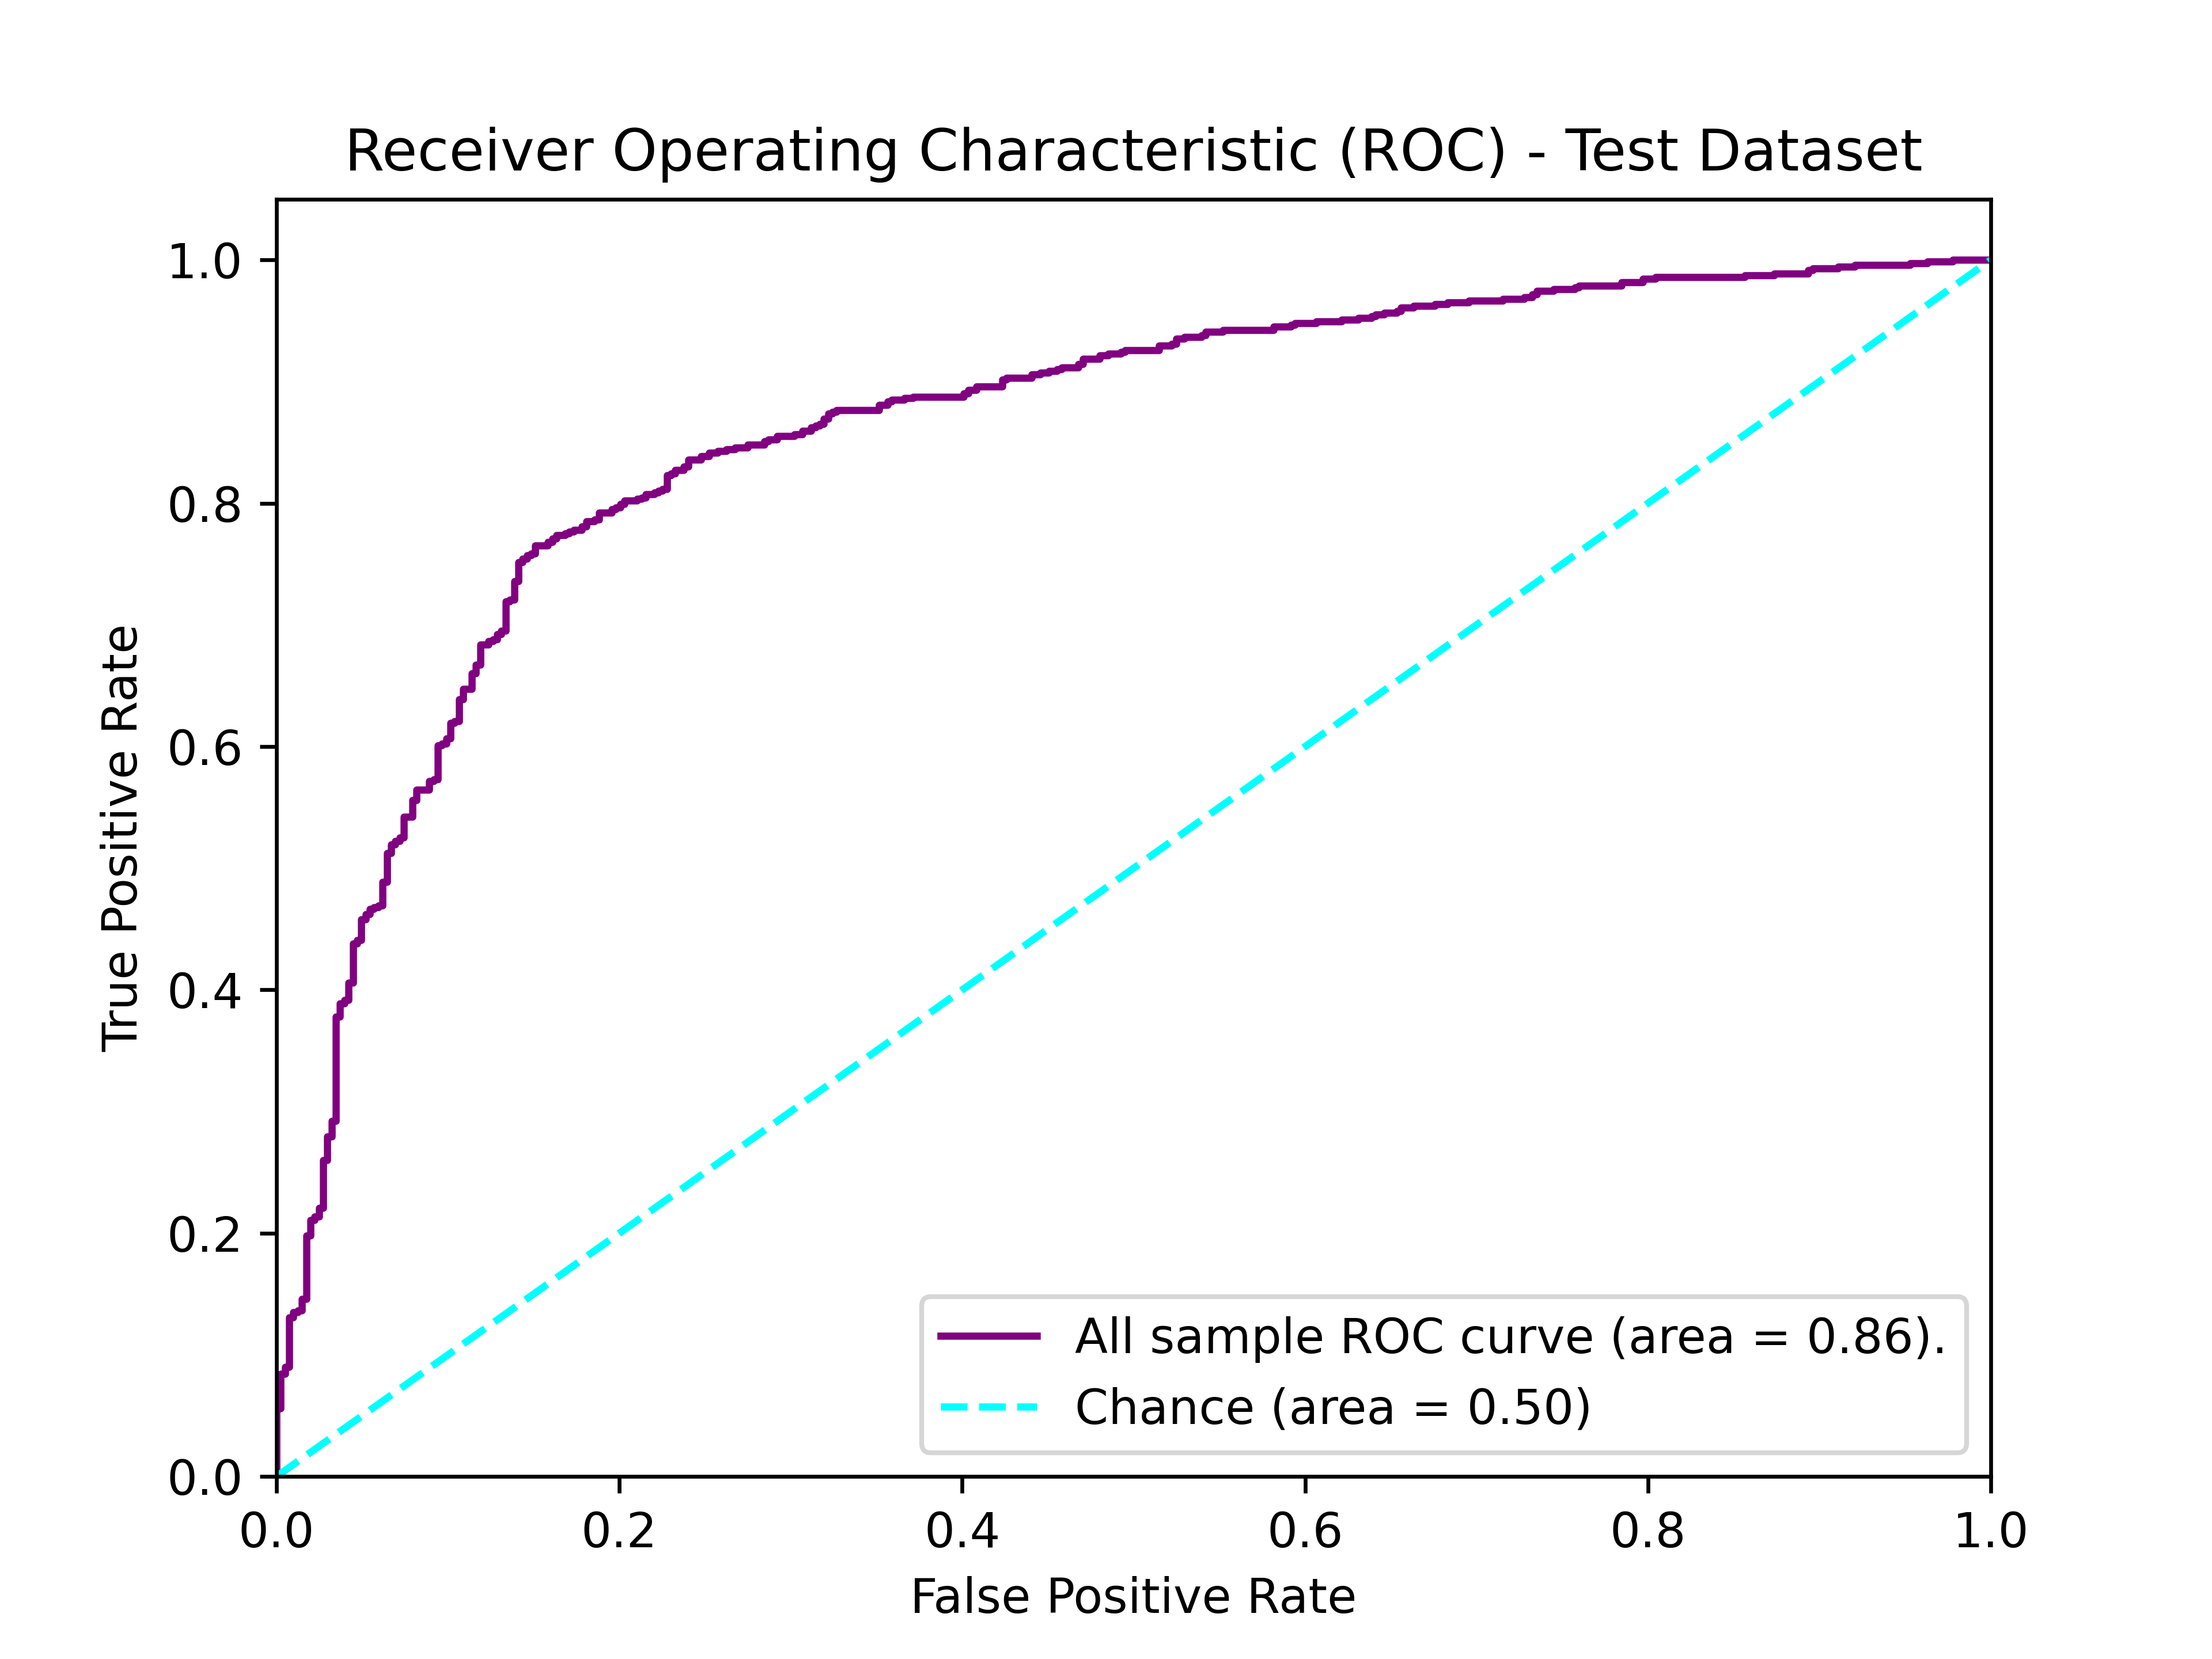 Receiver Operating Characteristic (ROC) - Test Dataset
1.0
0.8
0.6
0.4
0.2
0.0
True Positive Rate
All sample ROC curve (area = 0.86).
Chance (area = 0.50)
0.0 0.2 0.4 0.6 0.8 1.0
False Positive Rate